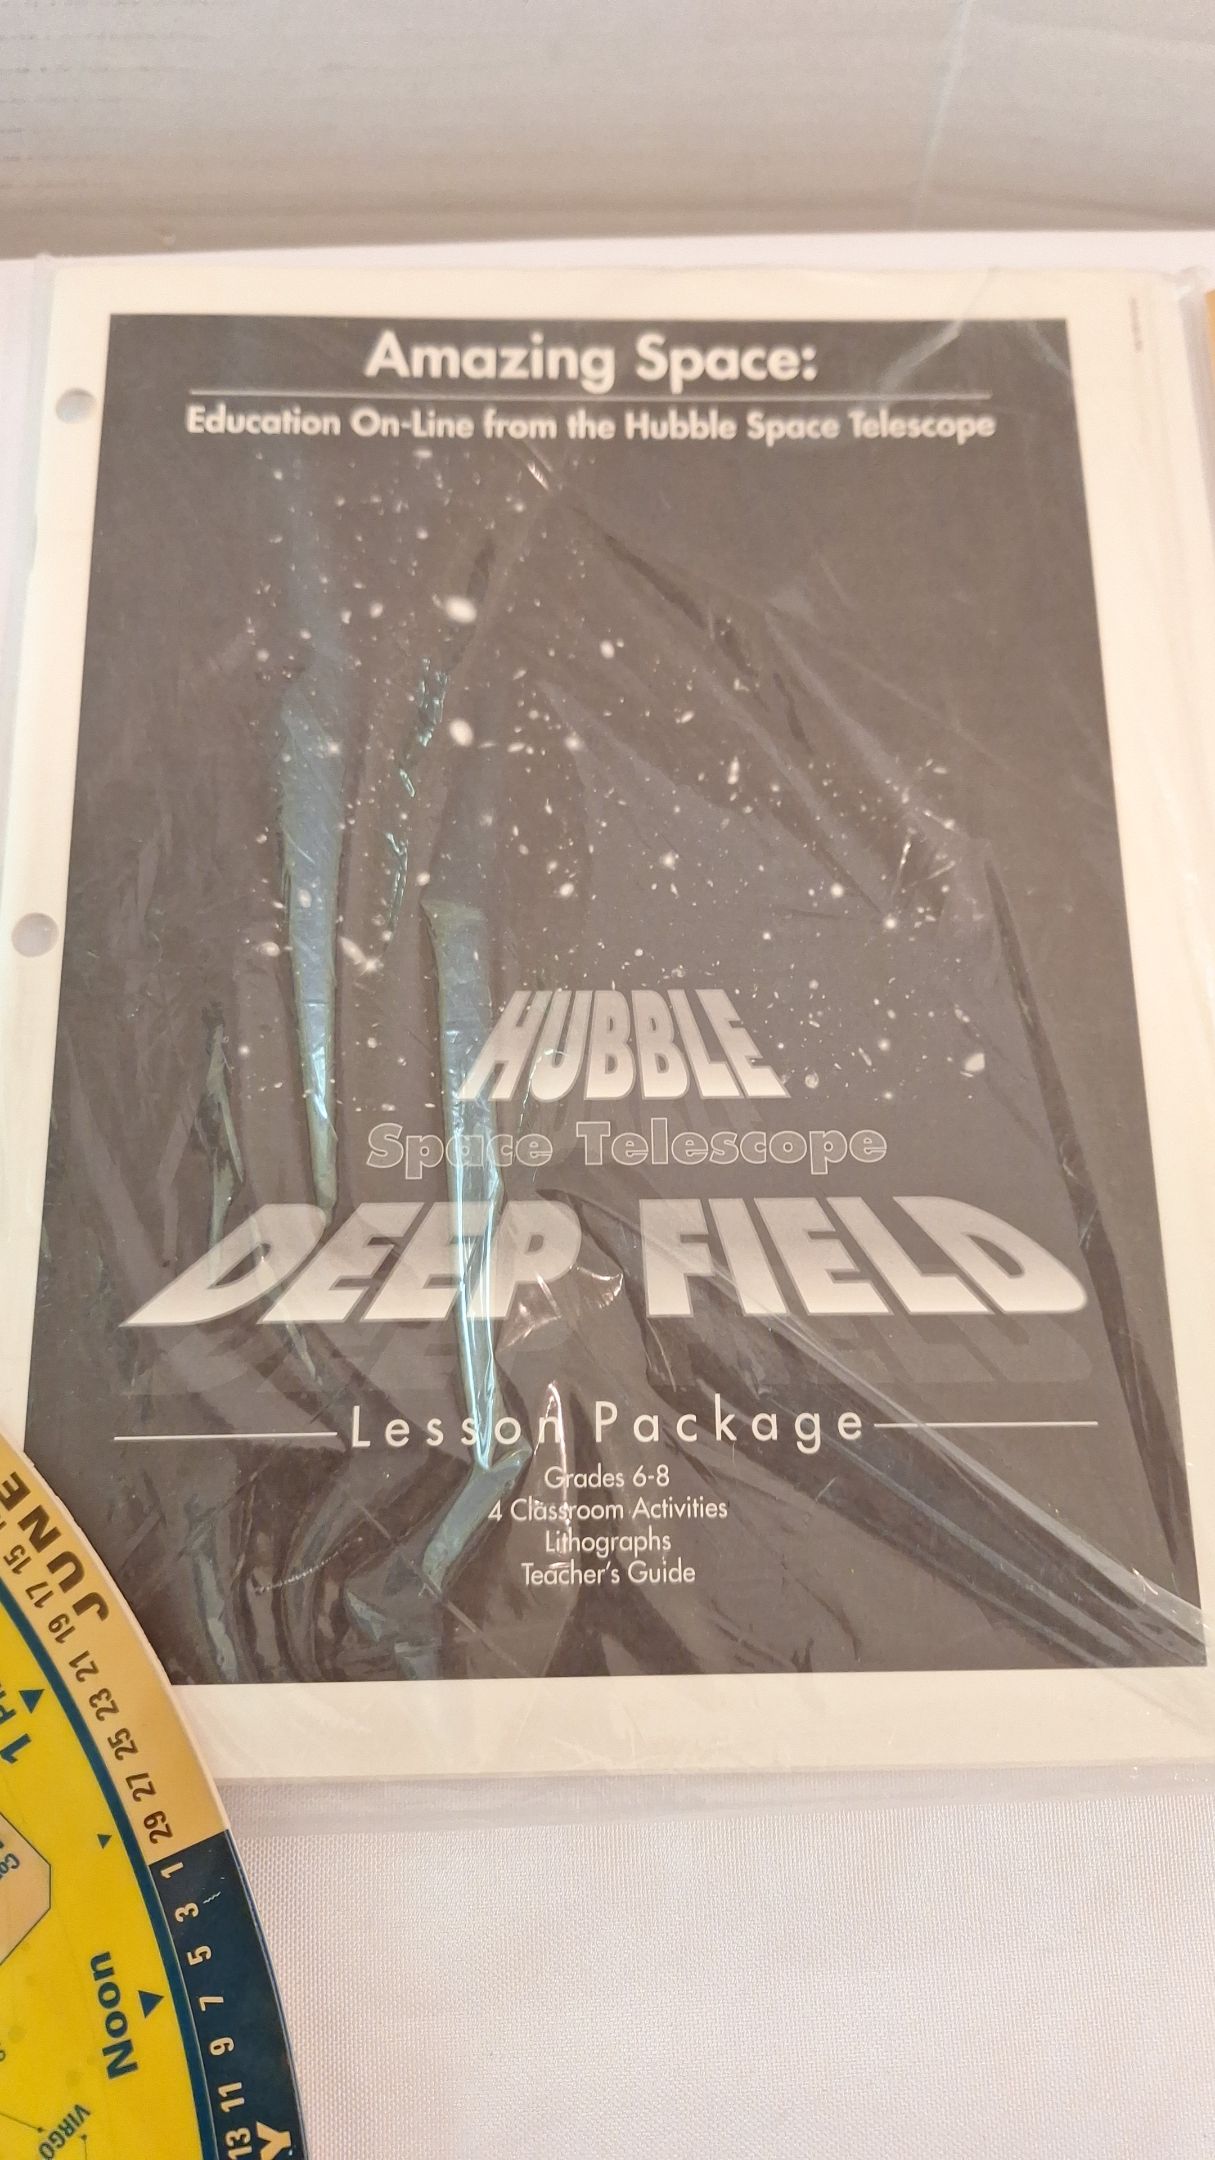 Amazing Space:
Education On-Line from the Hubble Space Telescope
HUBBLE
Space Telescope
DEEP FIELD
Lesson Package
Grades 6-8
4 Classroom Activities
Lithographs
Teacher's Guide
JUNE
15 17 19 21 23 25 27 29
1 3 5 7 9 11 13
Noon
VIRGO